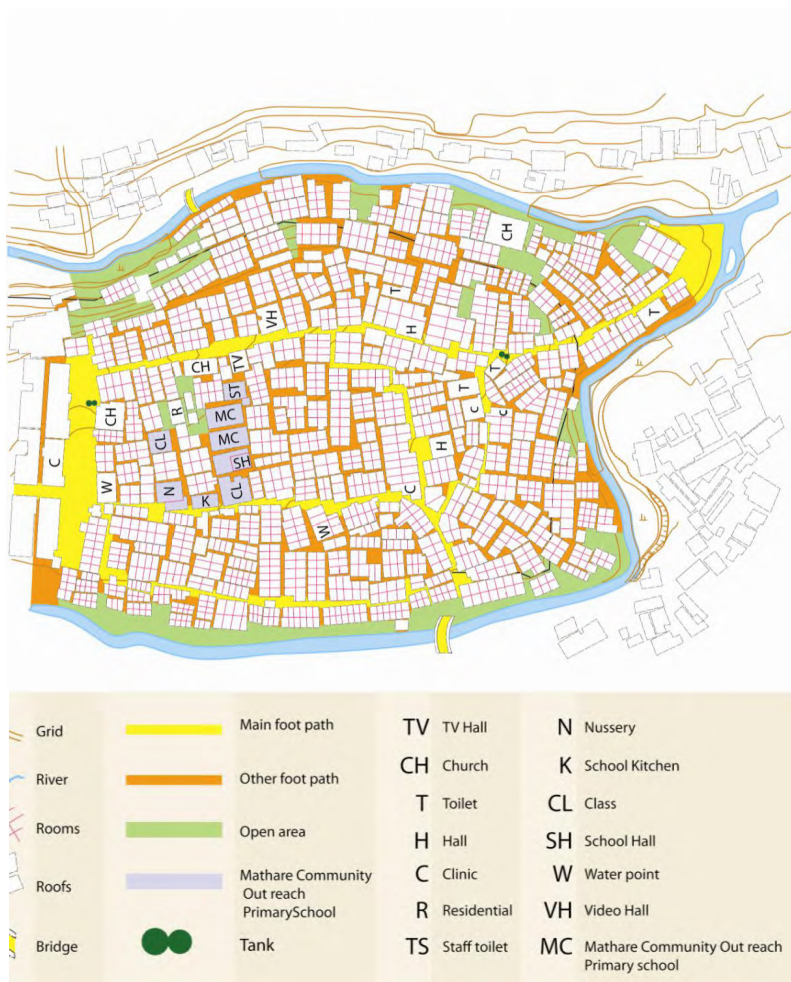 CH
T
VH
H
T
CH
TV
T
T
ST
R
CH
MC
C
C
MC
CL
H
SH
C
W
N
K
CL
C
W
Grid
River
Rooms
Roofs
Bridge
Main foot path
Other foot path
Open area
Mathare Community
Out reach
PrimarySchool
Tank
TV TV Hall
CH Church
T Toilet
H Hall
C Clinic
R Residential
TS Staff toilet
N Nussery
K School Kitchen
CL Class
SH School Hall
W Water point
VH Video Hall
MC Mathare Community Out reach
Primary school